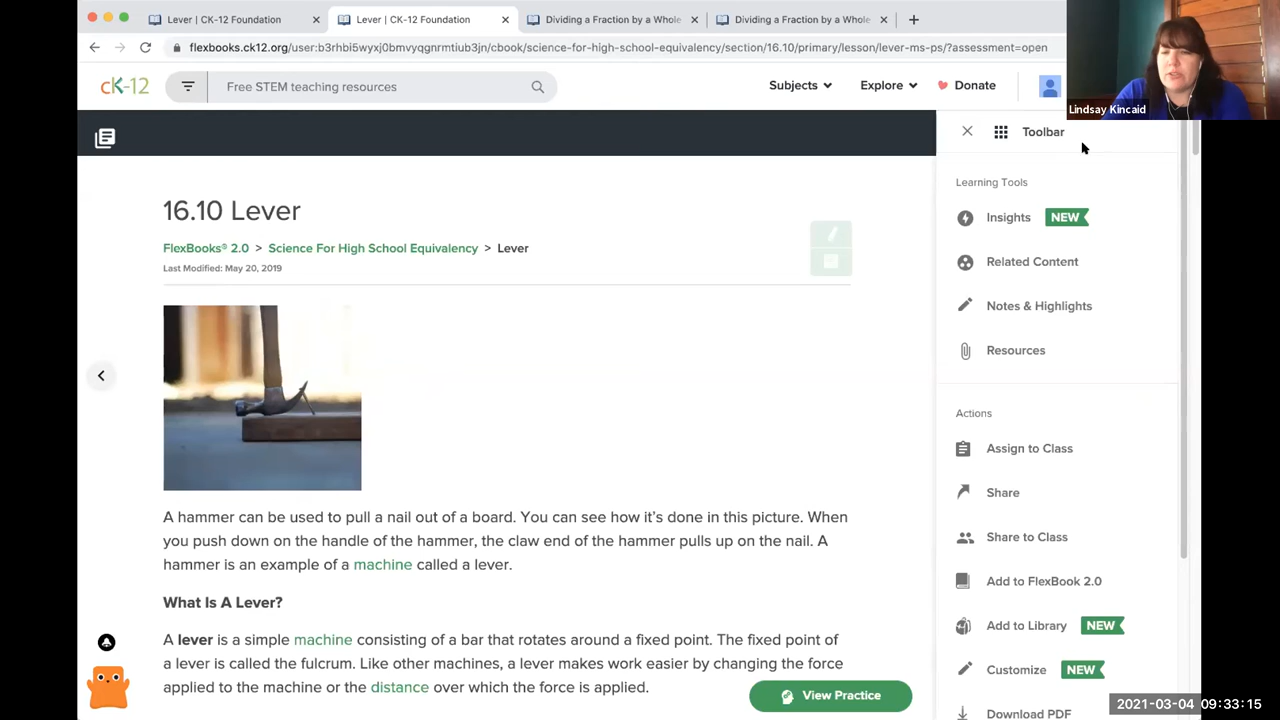 Lever | CK-12 Foundation
Lever | CK-12 Foundation
Dividing a Fraction by a Whole
Dividing a Fraction by a Whole
flexbooks.ck12.org/user:b3rhbi5wyxj0bmvyqgnrmtiub3jn/cbook/science-for-high-school-equivalency/section/16.10/primary/lesson/lever-ms-ps/?assessment=open
Lindsay Kincaid
ck-12
Free STEM teaching resources
Subjects
Explore
Donate
Toolbar
16.10 Lever
FlexBooks® 2.0 > Science For High School Equivalency > Lever
Last Modified: May 20, 2019
A hammer can be used to pull a nail out of a board. You can see how it's done in this picture. When
you push down on the handle of the hammer, the claw end of the hammer pulls up on the nail. A
hammer is an example of a machine called a lever.
What Is A Lever?
A lever is a simple machine consisting of a bar that rotates around a fixed point. The fixed point of
a lever is called the fulcrum. Like other machines, a lever makes work easier by changing the force
applied to the machine or the distance over which the force is applied.
View Practice
Learning Tools
Insights NEW
Related Content
Notes & Highlights
Resources
Actions
Assign to Class
Share
Share to Class
Add to FlexBook 2.0
Add to Library NEW
Customize NEW
Download PDF
2021-03-04 09:33:15